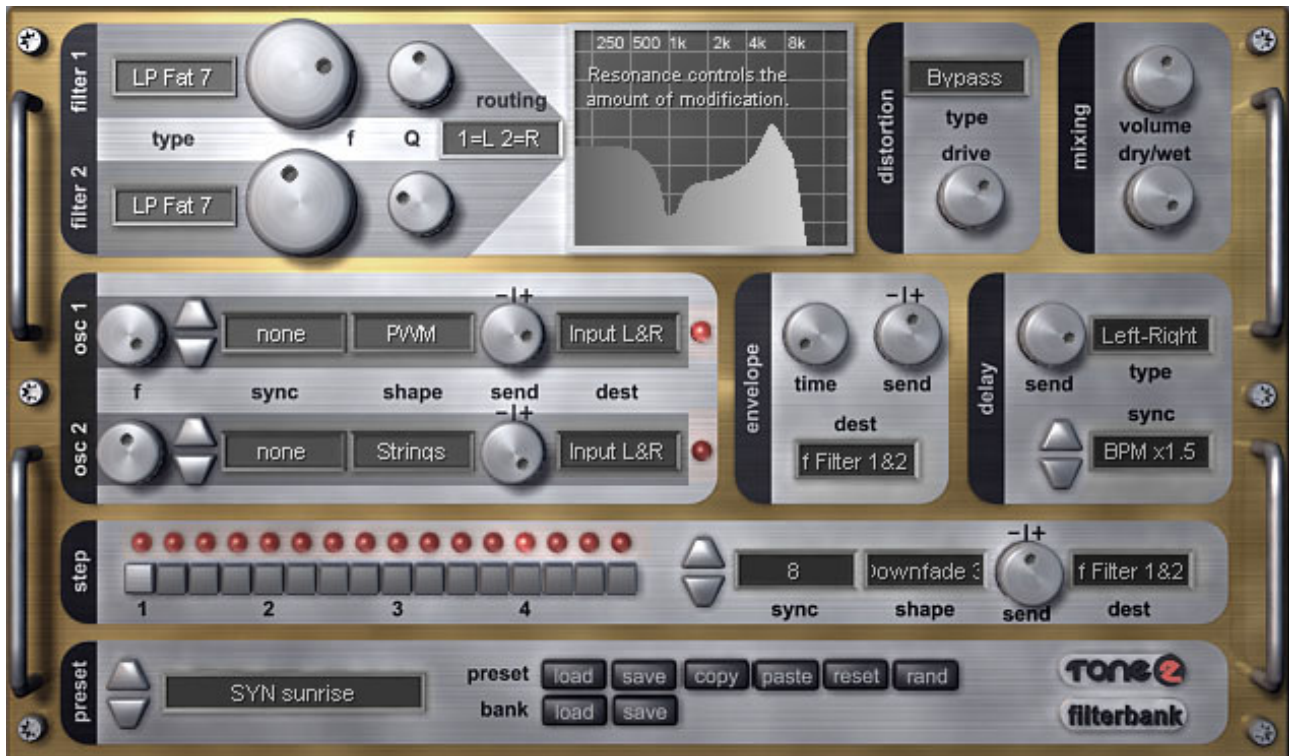 filter 1
LP Fat 7
type
f
Q
routing
1=L 2=R
filter 2
LP Fat 7
250 500 1k 2k 4k 8k
Resonance controls the
amount of modification.
distortion
Bypass
type
drive
mixing
volume
dry/wet
osc 1
none
PWM
-|+
Input L&R
f
sync
shape
send
dest
osc 2
none
Strings
-|+
Input L&R
envelope
time
-|+
send
dest
f Filter 1&2
delay
send
Left-Right
type
sync
BPM x1.5
step
1 2 3 4
8
sync
Downfade 3
shape
-|+
send
f Filter 1&2
dest
preset
SYN sunrise
preset load save copy paste reset rand
bank load save
TONE2
filterbank